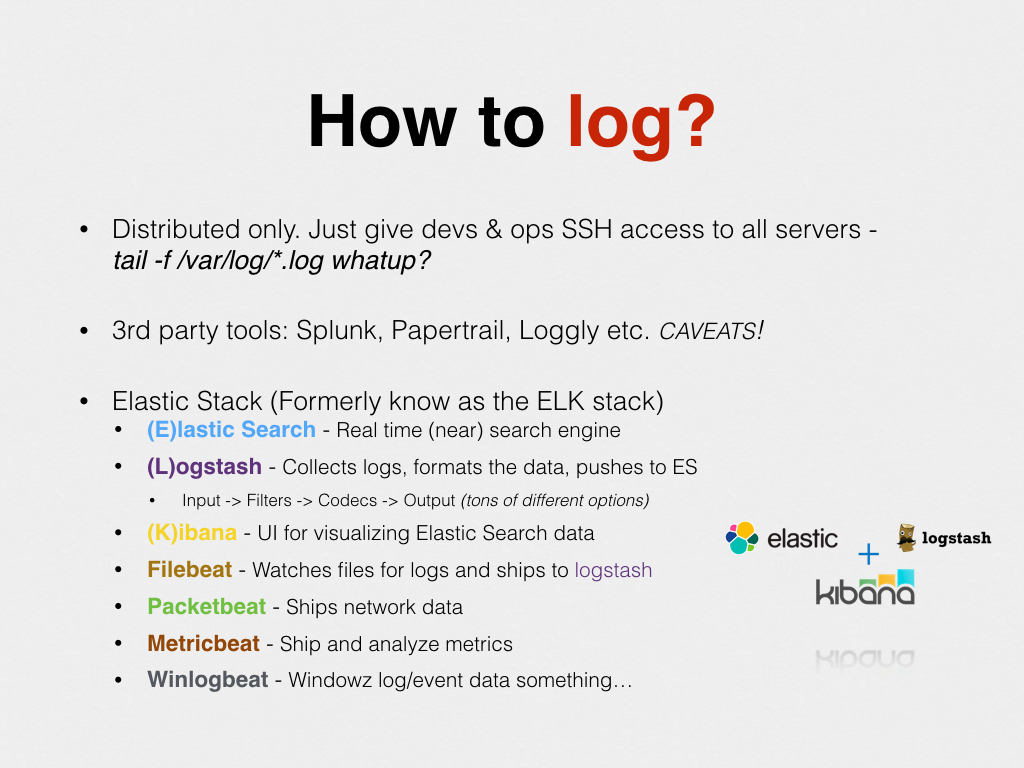 How to log?
• Distributed only. Just give devs & ops SSH access to all servers -
tail -f /var/log/*.log whatup?
• 3rd party tools: Splunk, Papertrail, Loggly etc. CAVEATS!
• Elastic Stack (Formerly know as the ELK stack)
• (E)lastic Search - Real time (near) search engine
• (L)ogstash - Collects logs, formats the data, pushes to ES
• Input -> Filters -> Codecs -> Output (tons of different options)
• (K)ibana - UI for visualizing Elastic Search data
• Filebeat - Watches files for logs and ships to logstash
• Packetbeat - Ships network data
• Metricbeat - Ship and analyze metrics
• Winlogbeat - Windowz log/event data something…
elastic
+
logstash
kibana